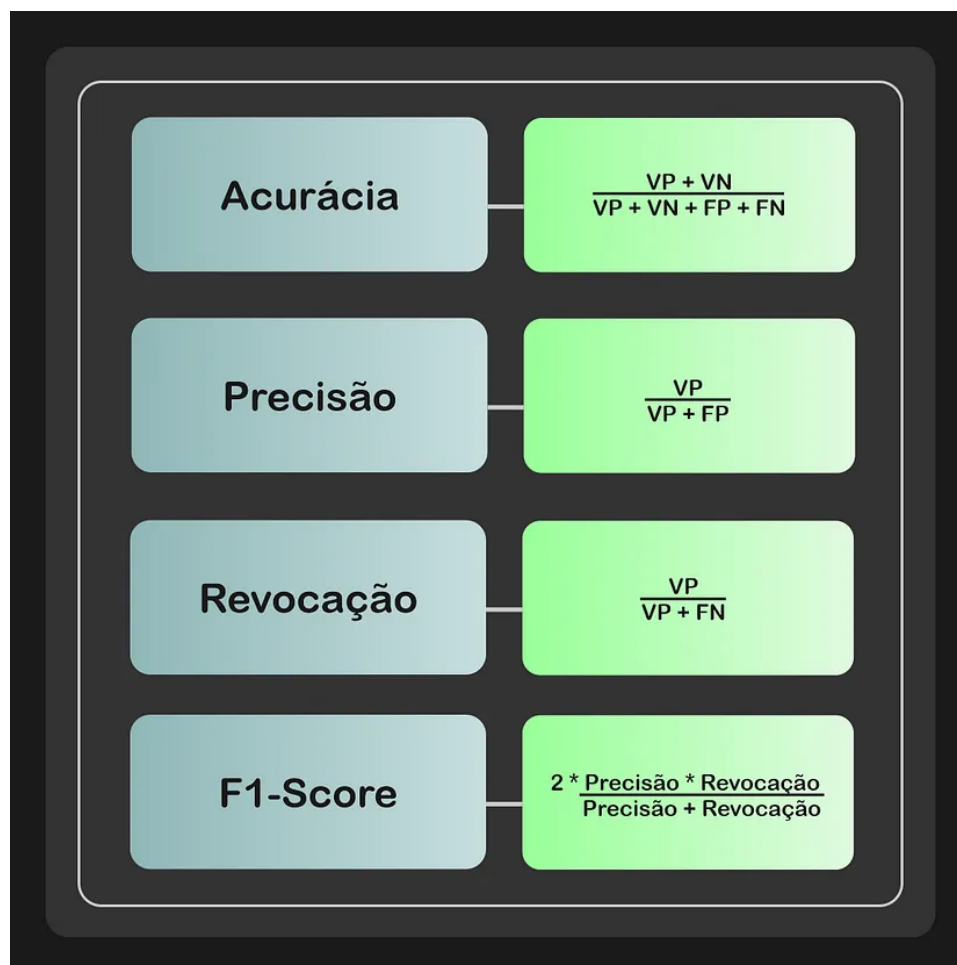 Acurácia
VP + VN
VP + VN + FP + FN
Precisão
VP
VP + FP
Revocação
VP
VP + FN
F1-Score
2 * Precisão * Revocação
Precisão + Revocação